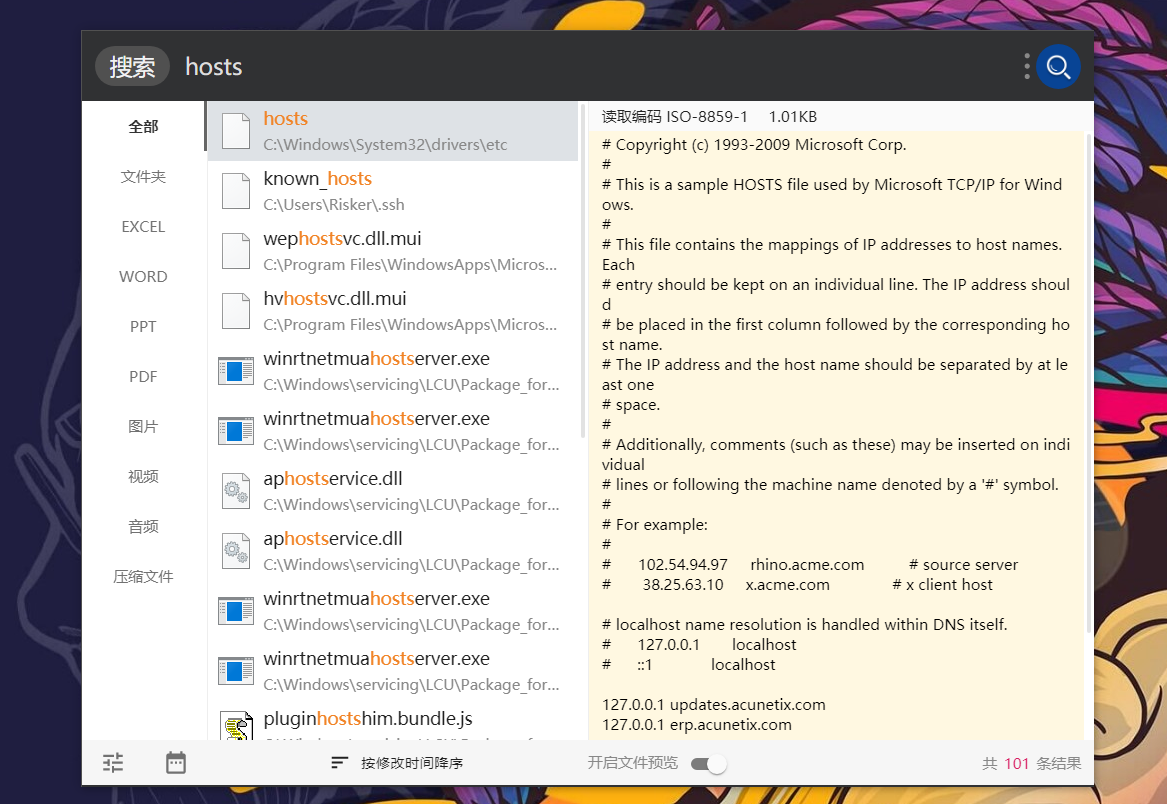 搜索 hosts
全部
文件夹
EXCEL
WORD
PPT
PDF
图片
视频
音频
压缩文件
hosts
C:\Windows\System32\drivers\etc
known_hosts
C:\Users\Risker\.ssh
wephostsvc.dll.mui
C:\Program Files\WindowsApps\Micros...
hvhostsvc.dll.mui
C:\Program Files\WindowsApps\Micros...
winrtnetmuahostserver.exe
C:\Windows\servicing\LCU\Package_for...
winrtnetmuahostserver.exe
C:\Windows\servicing\LCU\Package_for...
aphostservice.dll
C:\Windows\servicing\LCU\Package_for...
aphostservice.dll
C:\Windows\servicing\LCU\Package_for...
winrtnetmuahostserver.exe
C:\Windows\servicing\LCU\Package_for...
winrtnetmuahostserver.exe
C:\Windows\servicing\LCU\Package_for...
pluginhostshim.bundle.js
读取编码 ISO-8859-1 1.01KB
# Copyright (c) 1993-2009 Microsoft Corp.
#
# This is a sample HOSTS file used by Microsoft TCP/IP for Wind
ows.
#
# This file contains the mappings of IP addresses to host names.
Each
# entry should be kept on an individual line. The IP address shoul
d
# be placed in the first column followed by the corresponding ho
st name.
# The IP address and the host name should be separated by at le
ast one
# space.
#
# Additionally, comments (such as these) may be inserted on indi
vidual
# lines or following the machine name denoted by a '#' symbol.
#
# For example:
#
# 102.54.94.97 rhino.acme.com # source server
# 38.25.63.10 x.acme.com # x client host
# localhost name resolution is handled within DNS itself.
# 127.0.0.1 localhost
# ::1 localhost
127.0.0.1 updates.acunetix.com
127.0.0.1 erp.acunetix.com
按修改时间降序
开启文件预览
共 101 条结果